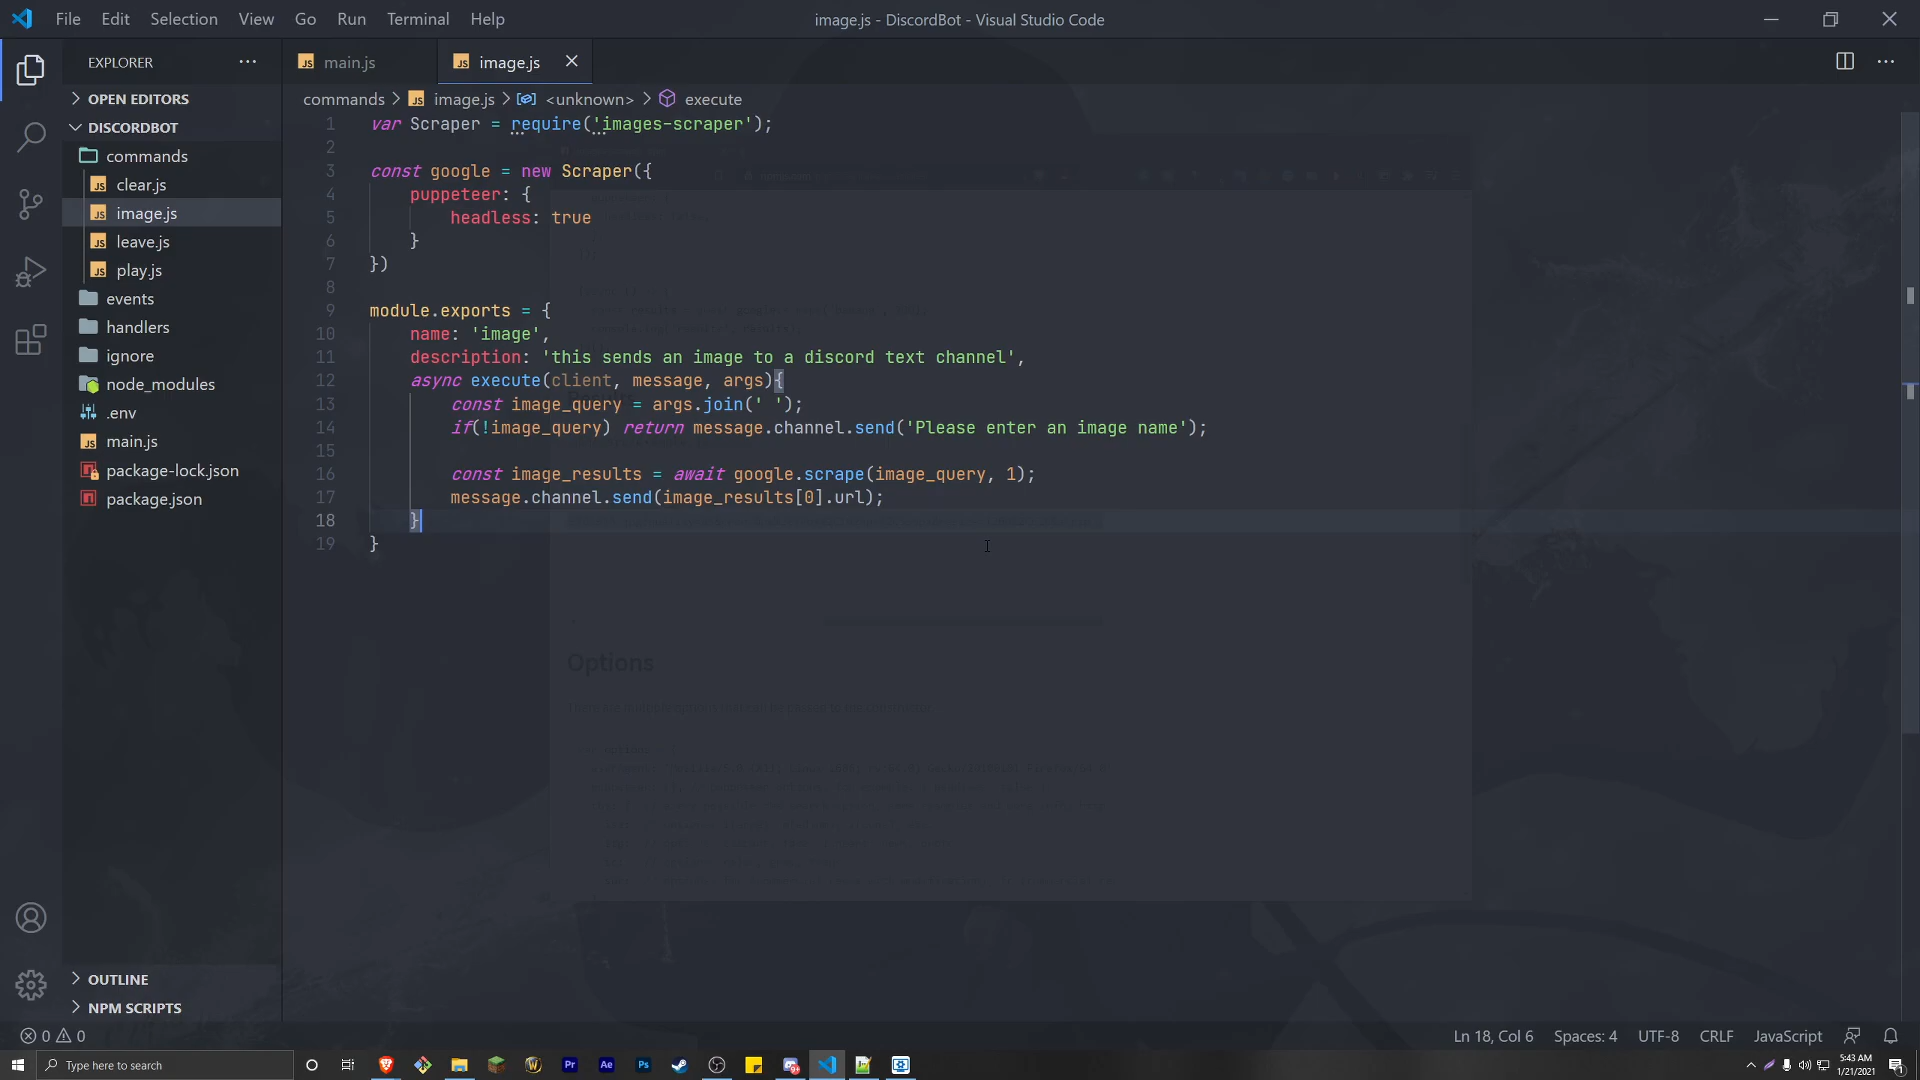 File Edit Selection View Go Run Terminal Help
image.js - DiscordBot - Visual Studio Code
EXPLORER
main.js
image.js
OPEN EDITORS
DISCORDBOT
commands
clear.js
image.js
leave.js
play.js
events
handlers
ignore
node_modules
.env
main.js
package-lock.json
package.json
OUTLINE
NPM SCRIPTS
commands > image.js > <unknown> > execute
1 var Scraper = require('images-scraper');
2
3 const google = new Scraper({
4 puppeteer: {
5 headless: true
6 }
7 })
8
9 module.exports = {
10 name: 'image',
11 description: 'this sends an image to a discord text channel',
12 async execute(client, message, args){
13 const image_query = args.join(' ');
14 if(!image_query) return message.channel.send('Please enter an image name');
15
16 const image_results = await google.scrape(image_query, 1);
17 message.channel.send(image_results[0].url);
18 }
19 }
Options
0 0
Ln 18, Col 6 Spaces: 4 UTF-8 CRLF JavaScript
Type here to search
Pr Ae Ps
5:43 AM
1/21/2021